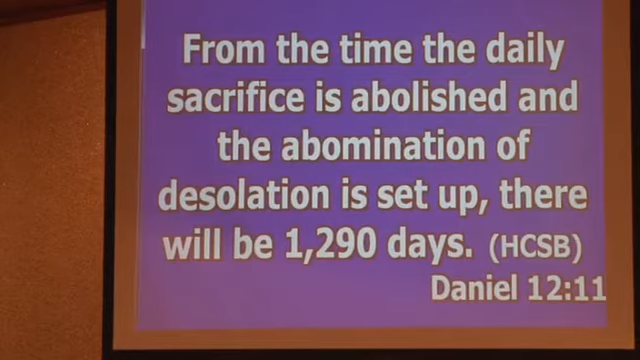 From the time the daily
sacrifice is abolished and
the abomination of
desolation is set up, there
will be 1,290 days. (HCSB)
Daniel 12:11